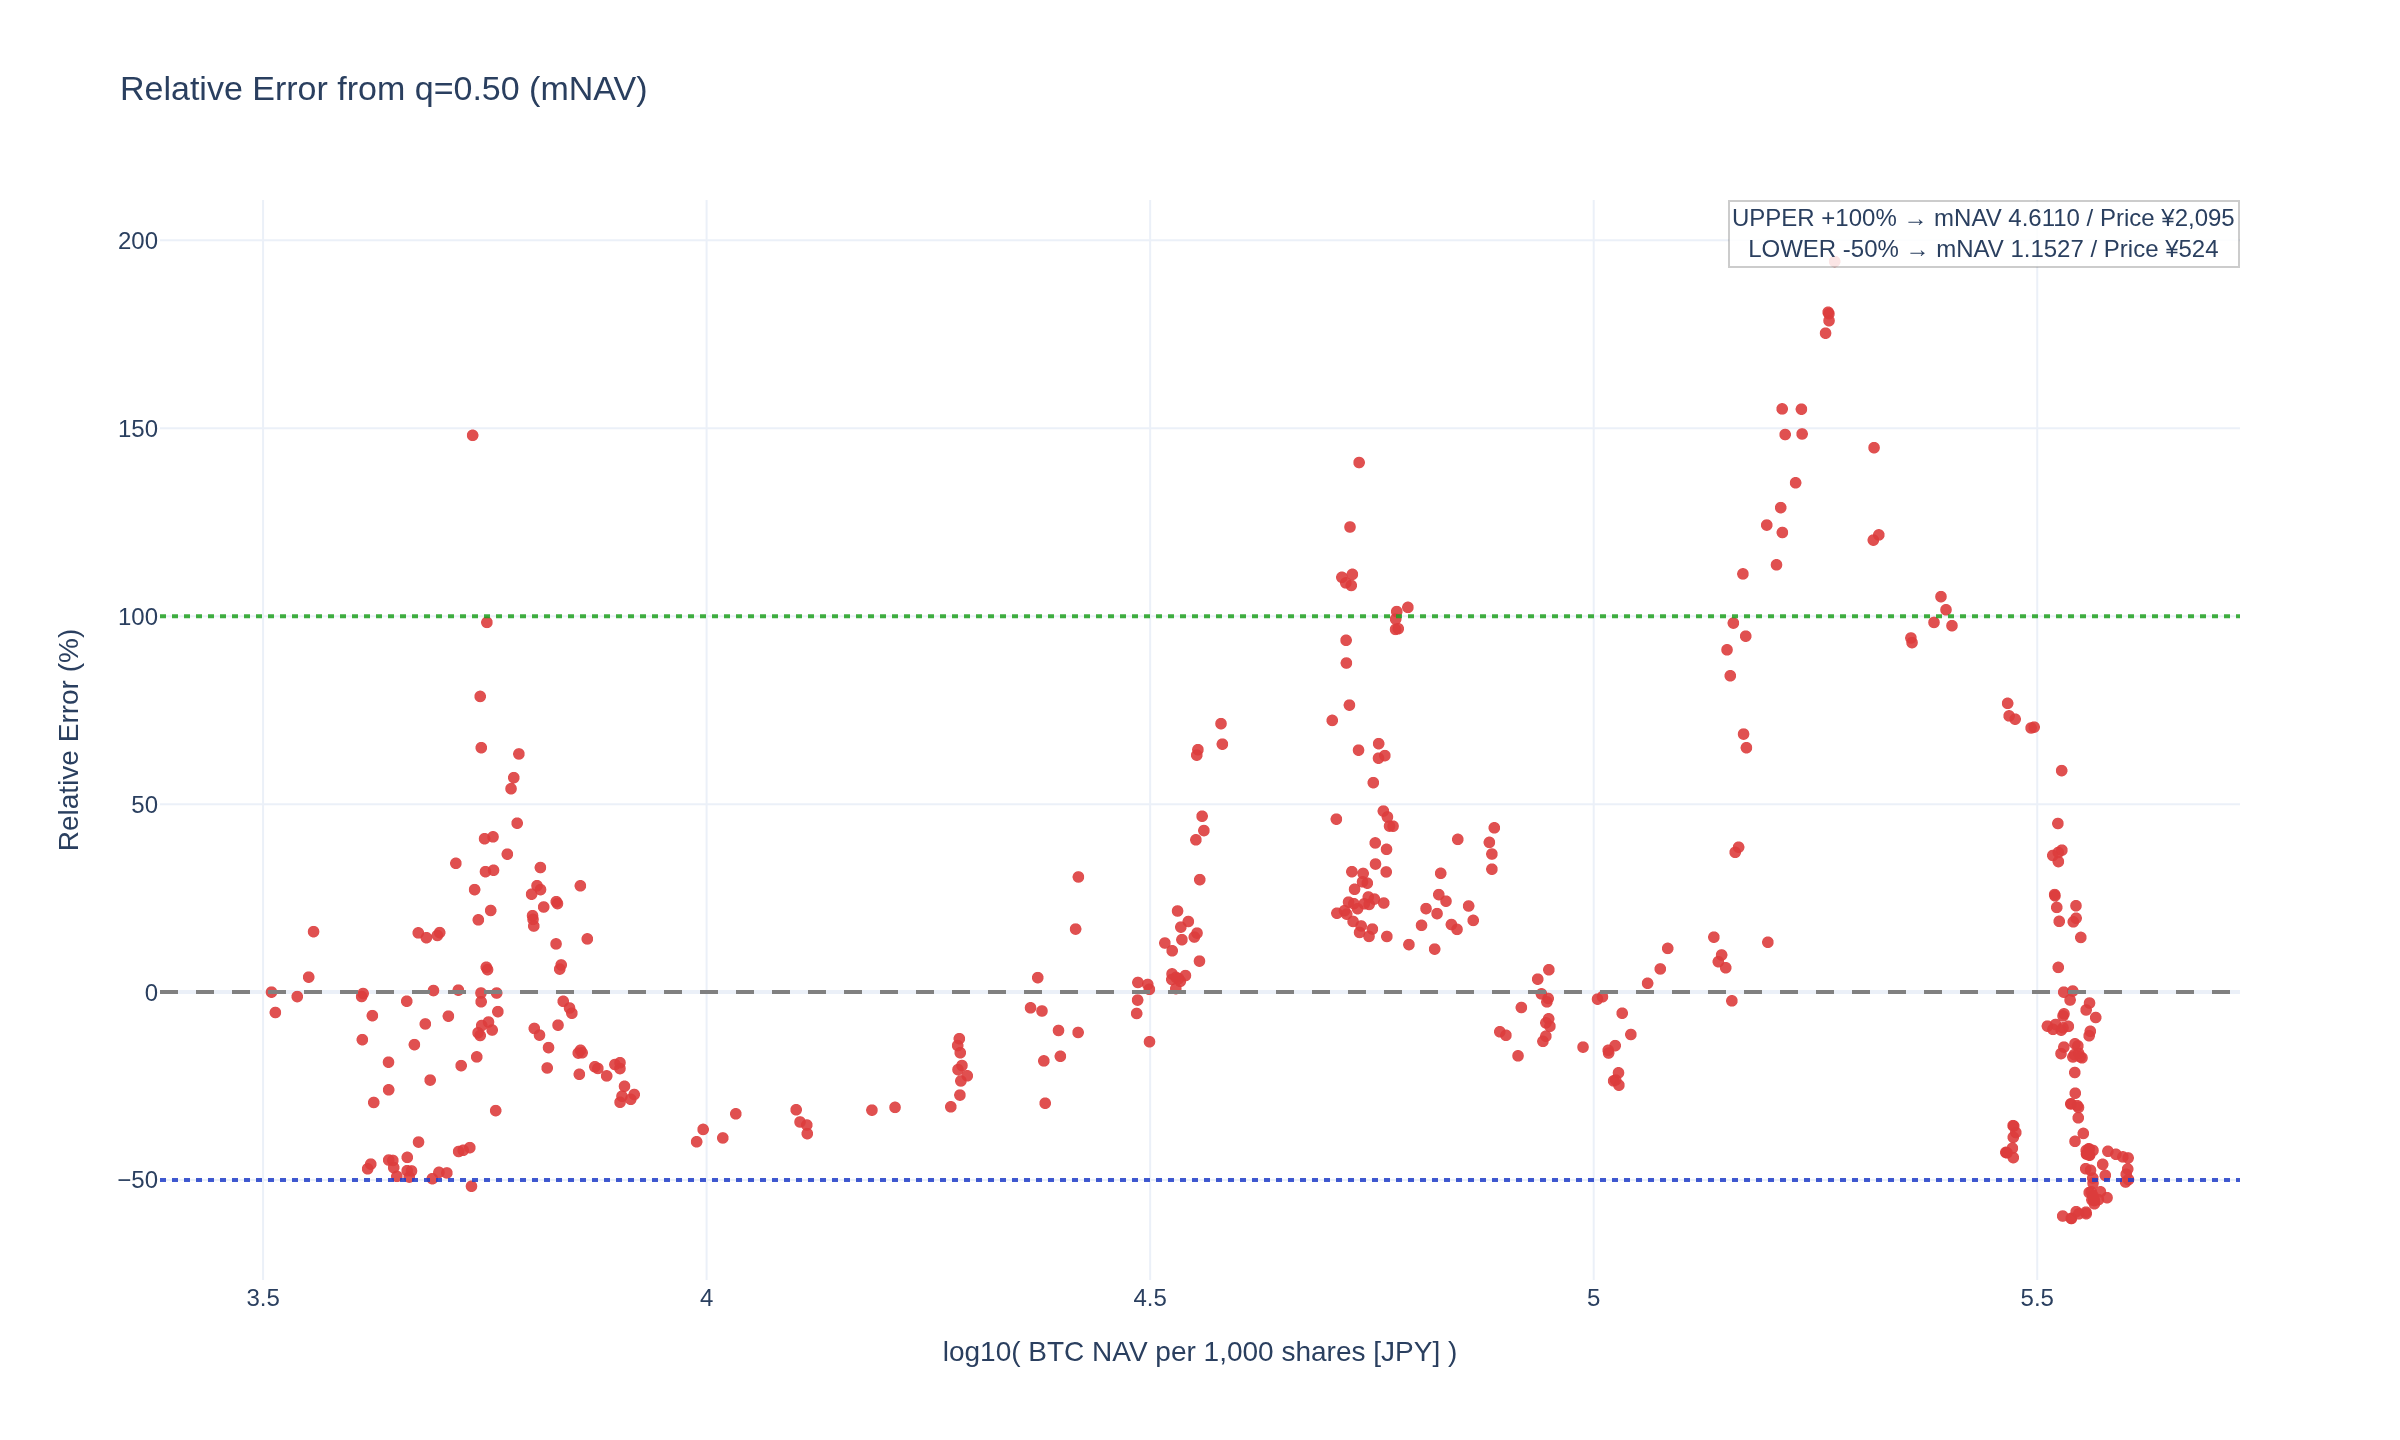 Relative Error from q=0.50 (mNAV)
UPPER +100% → mNAV 4.6110 / Price ¥2,095
LOWER -50% → mNAV 1.1527 / Price ¥524
200
150
100
50
0
−50
Relative Error (%)
3.5
4
4.5
5
5.5
log10( BTC NAV per 1,000 shares [JPY] )